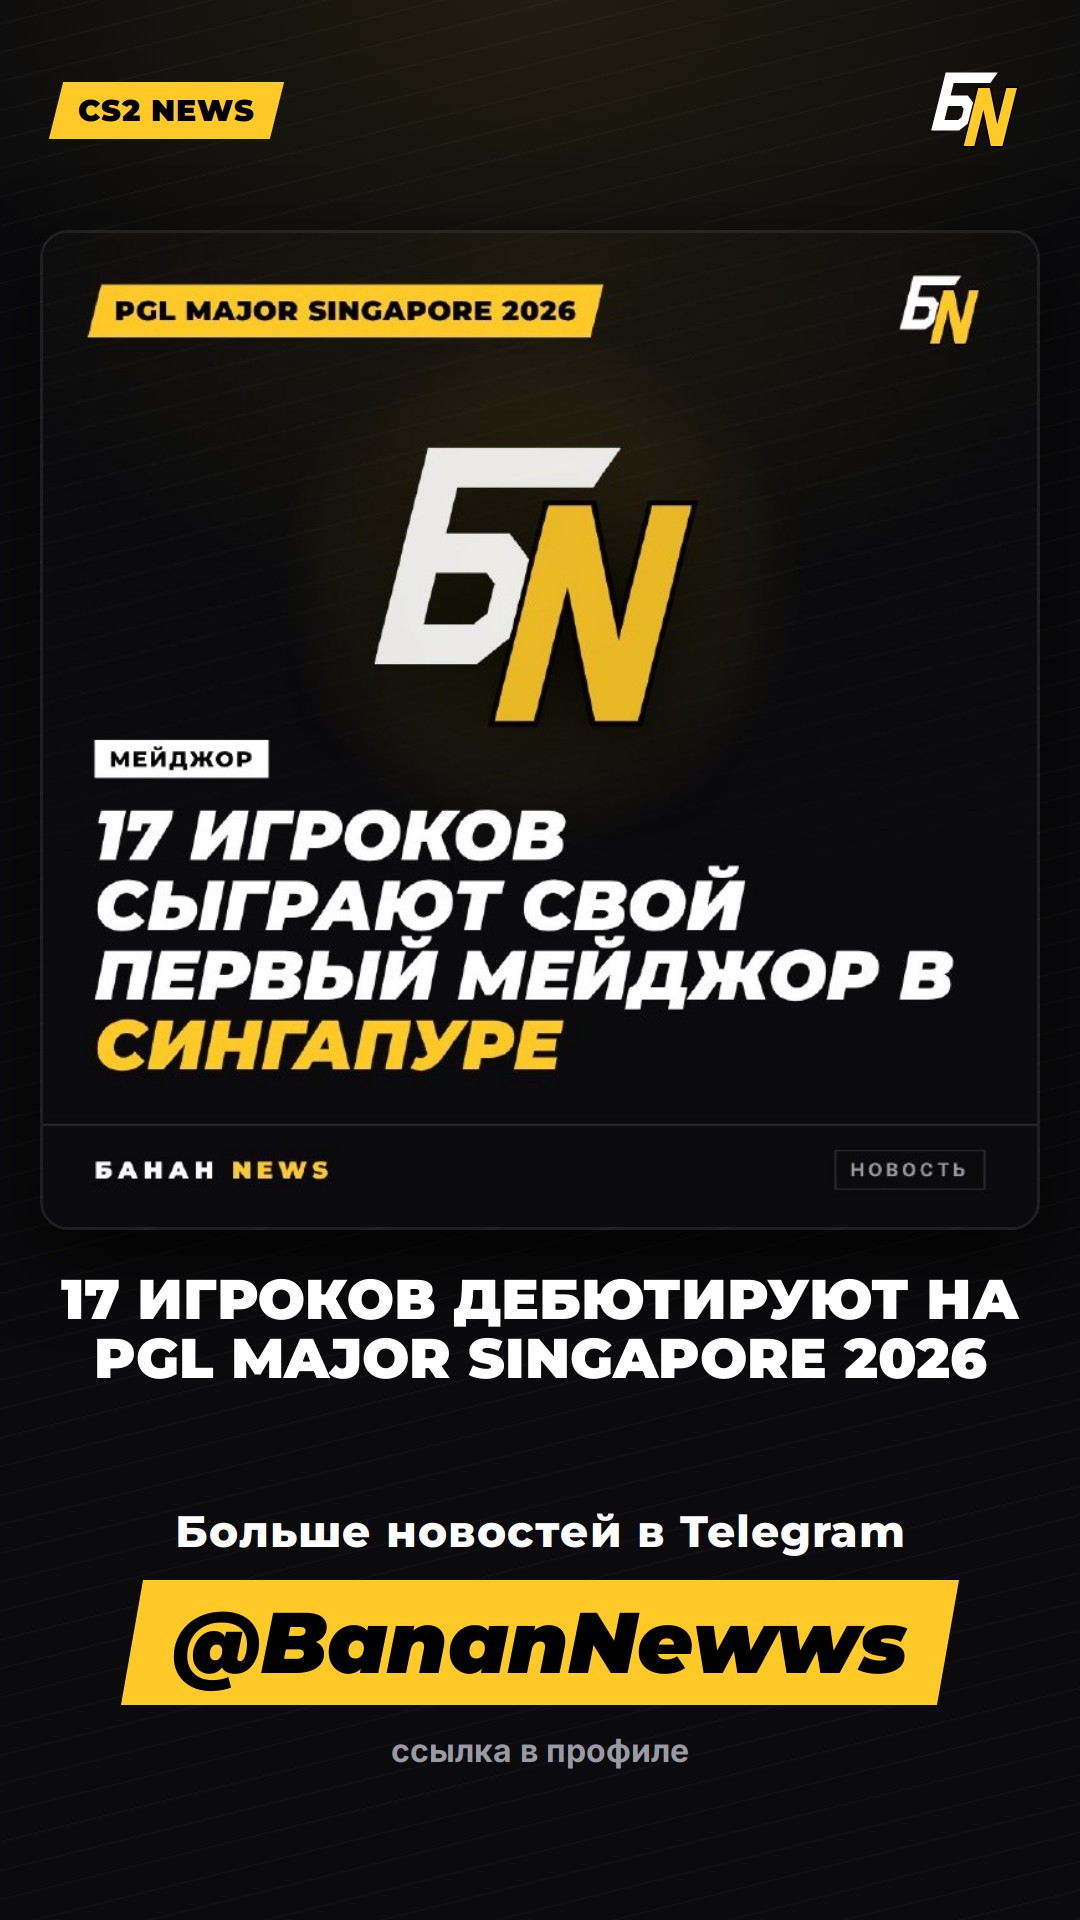 CS2 NEWS
БN
PGL MAJOR SINGAPORE 2026
БN
БN
МЕЙДЖОР
17 ИГРОКОВ
СЫГРАЮТ СВОЙ
ПЕРВЫЙ МЕЙДЖОР В
СИНГАПУРЕ
БАНАН NEWS
НОВОСТЬ
17 ИГРОКОВ ДЕБЮТИРУЮТ НА
PGL MAJOR SINGAPORE 2026
Больше новостей в Telegram
@BananNewws
ссылка в профиле